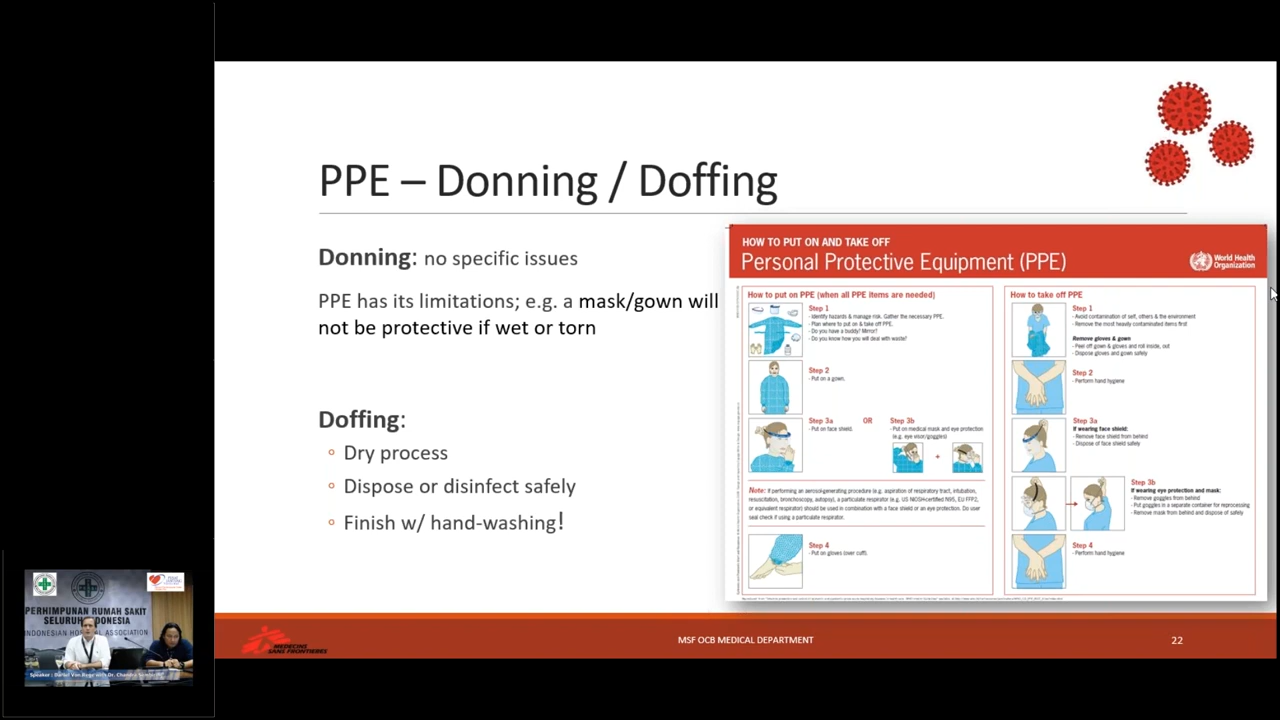 PPE – Donning / Doffing
Donning: no specific issues
PPE has its limitations; e.g. a mask/gown will
not be protective if wet or torn
Doffing:
Dry process
Dispose or disinfect safely
Finish w/ hand-washing!
HOW TO PUT ON AND TAKE OFF
Personal Protective Equipment (PPE)
World Health
Organization
How to put on PPE (when all PPE items are needed)
Step 1
- Identify hazards & manage risk. Gather the necessary PPE.
- Plan where to put on & take off PPE.
- Do you have a buddy? Mirror?
- Do you know how you will deal with waste?
Step 2
- Put on a gown.
Step 3a
- Put on face shield.
OR
Step 3b
- Put on medical mask and eye protection
(e.g. eye visor/goggles)
+
Note: If performing an aerosol-generating procedure (e.g. aspiration of respiratory tract, intubation,
resuscitation, bronchoscopy, autopsy), a particulate respirator (e.g. US NIOSH-certified N95, EU FFP2,
or equivalent respirator) should be used in combination with a face shield or an eye protection. Do user
seal check if using a particulate respirator.
Step 4
- Put on gloves (over cuff).
How to take off PPE
Step 1
- Avoid contamination of self, others & the environment
- Remove the most heavily contaminated items first
Remove gloves & gown
- Peel off gown & gloves and roll inside, out
- Dispose gloves and gown safely
Step 2
- Perform hand hygiene
Step 3a
If wearing face shield:
- Remove face shield from behind
- Dispose of face shield safely
Step 3b
If wearing eye protection and mask:
- Remove goggles from behind
- Put goggles in a separate container for reprocessing
- Remove mask from behind and dispose of safely
Step 4
- Perform hand hygiene
MEDECINS
SANS FRONTIERES
MSF OCB MEDICAL DEPARTMENT
22
PERHIMPUNAN RUMAH SAKIT
SELURUH INDONESIA